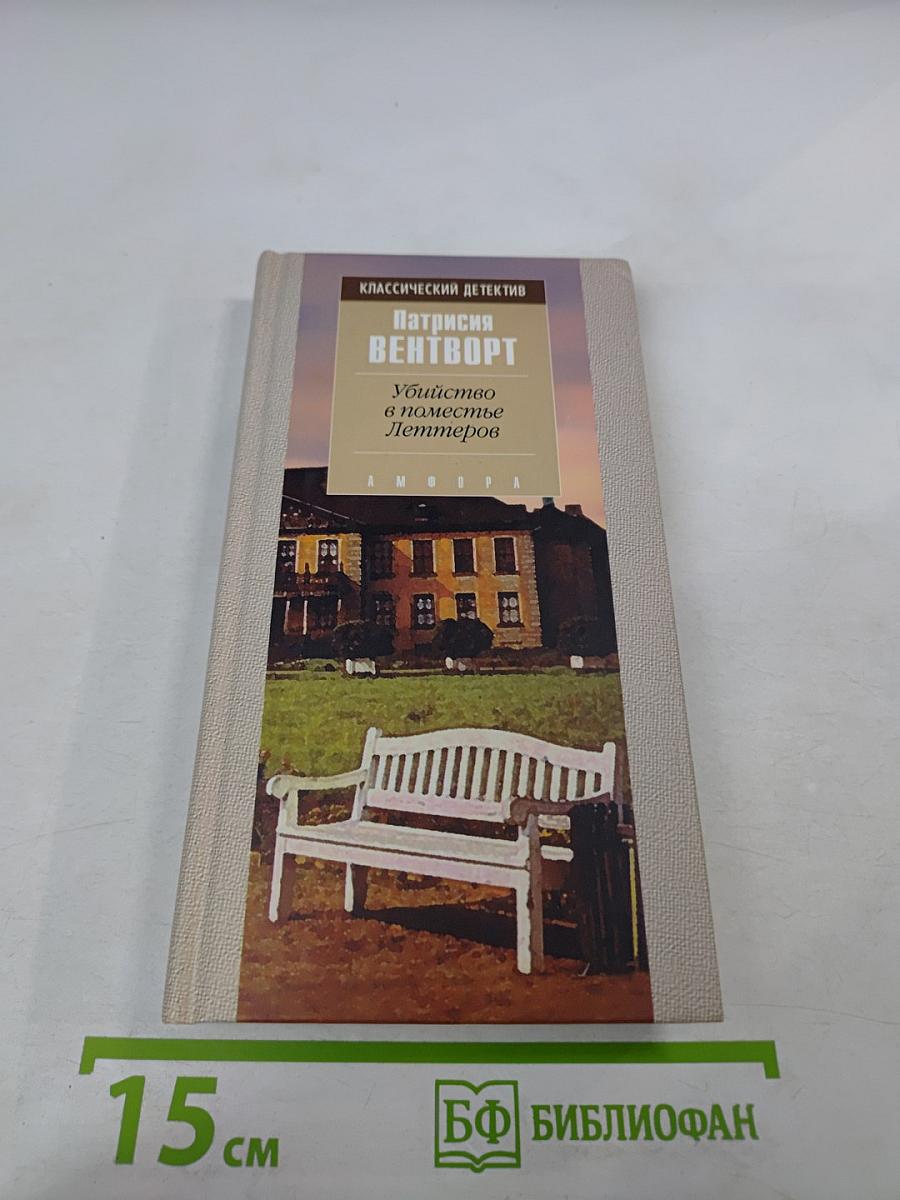 КЛАССИЧЕСКИЙ ДЕТЕКТИВ
Патрисия
ВЕНТВОРТ
Убийство
в поместье
Леттеров
АМФОРА
15 см
БФ БИБЛИОФАН